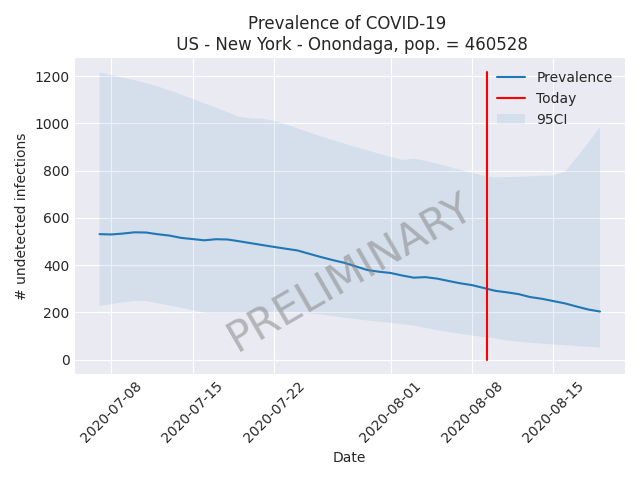 Prevalence of COVID-19
US - New York - Onondaga, pop. = 460528
# undetected infections
1200
1000
800
600
400
200
0
Prevalence
Today
95CI
PRELIMINARY
2020-07-08
2020-07-15
2020-07-22
2020-08-01
2020-08-08
2020-08-15
Date